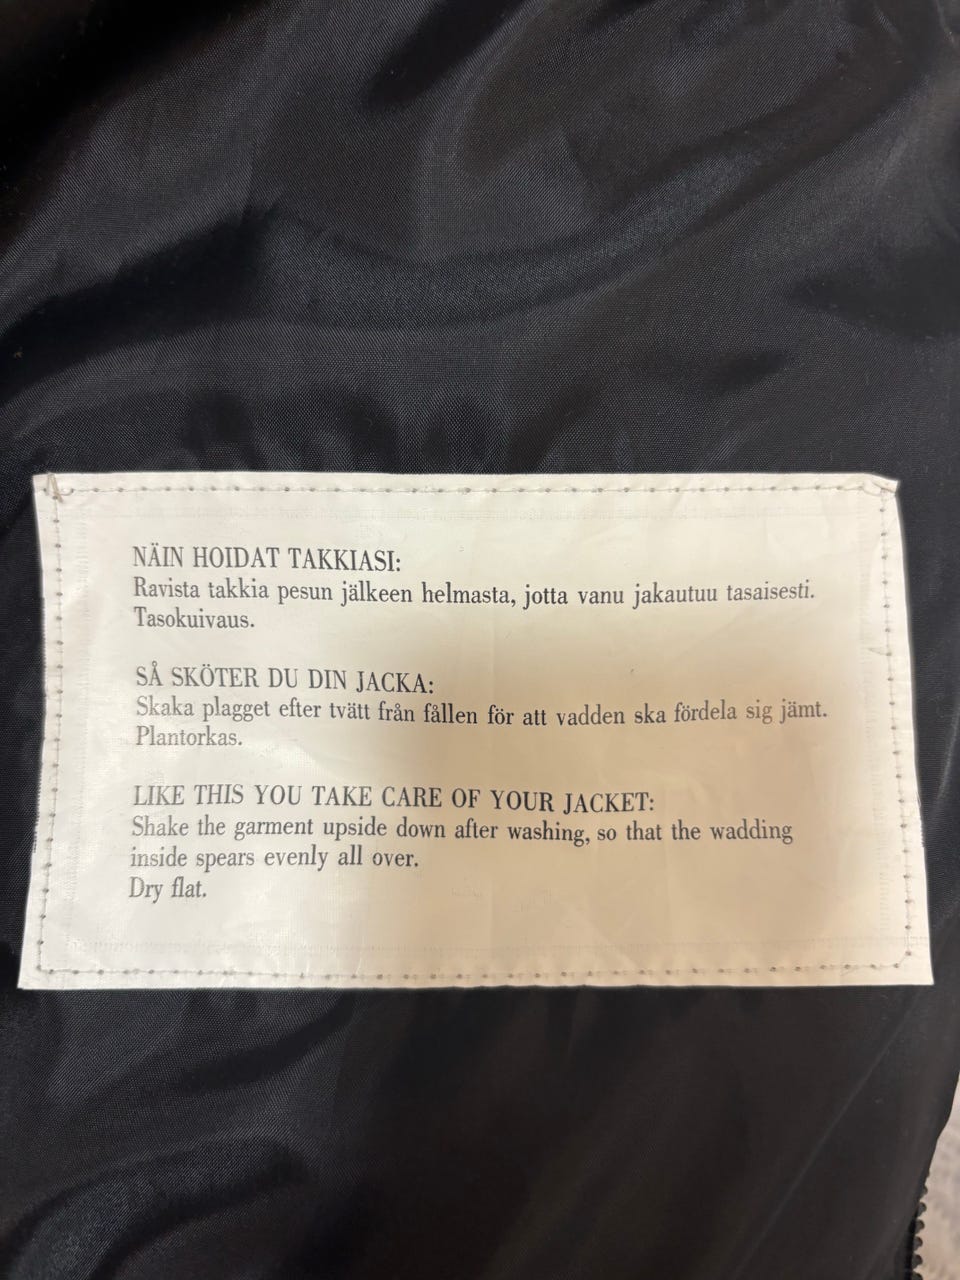 NÄIN HOIDAT TAKKIASI:
Ravista takkia pesun jälkeen helmasta, jotta vanu jakautuu tasaisesti.
Tasokuivaus.
SÅ SKÖTER DU DIN JACKA:
Skaka plagget efter tvätt från fållen för att vadden ska fördela sig jämt.
Plantorkas.
LIKE THIS YOU TAKE CARE OF YOUR JACKET:
Shake the garment upside down after washing, so that the wadding
inside spears evenly all over.
Dry flat.